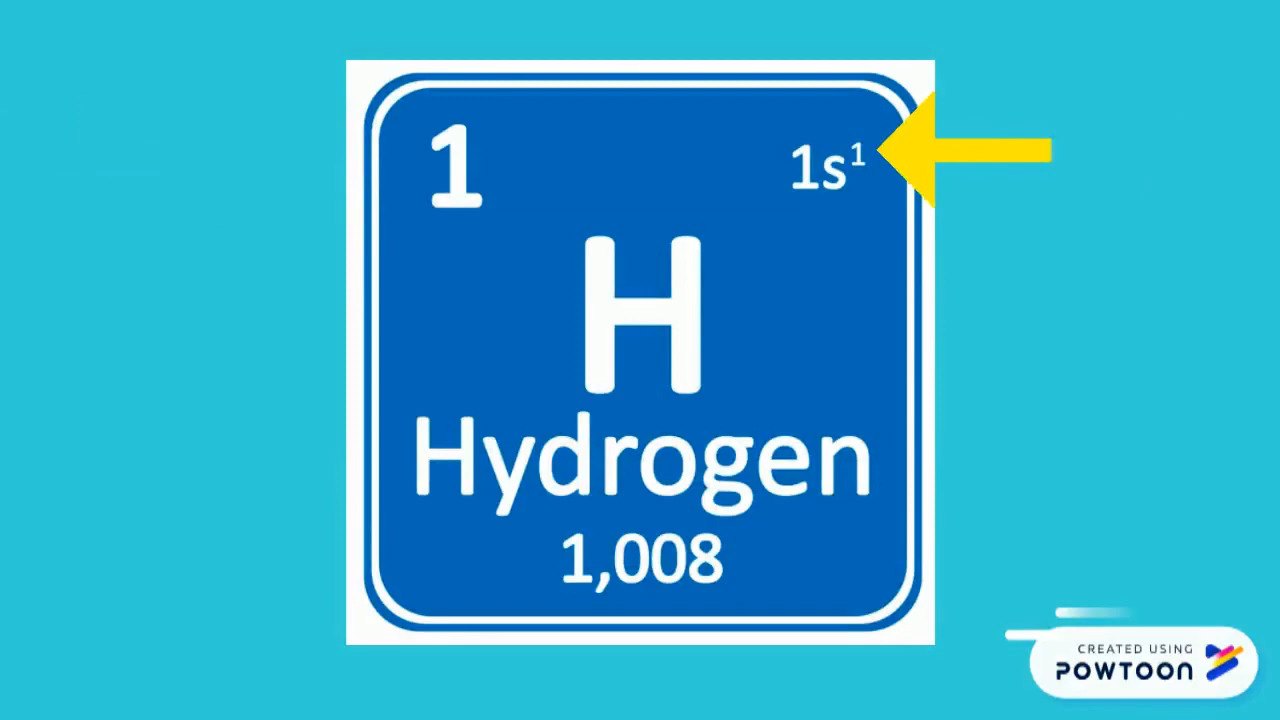 1
1s¹
H
Hydrogen
1,008
CREATED USING
POWTOON